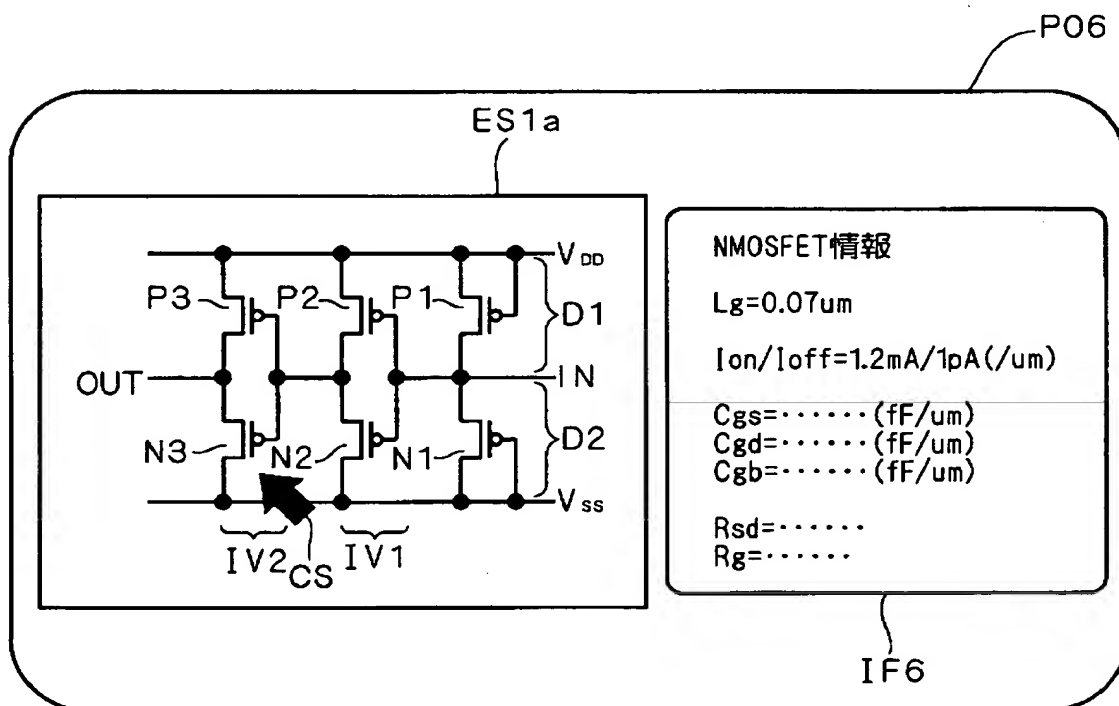 P06
ES1a
VDD
P3
P2
P1
D1
OUT
IN
N3
N2
N1
D2
VSS
IV2
CS
IV1
NMOSFET情報
Lg=0.07um
Ion/Ioff=1.2mA/1pA(/um)
Cgs=······(fF/um)
Cgd=······(fF/um)
Cgb=······(fF/um)
Rsd=······
Rg=······
IF6